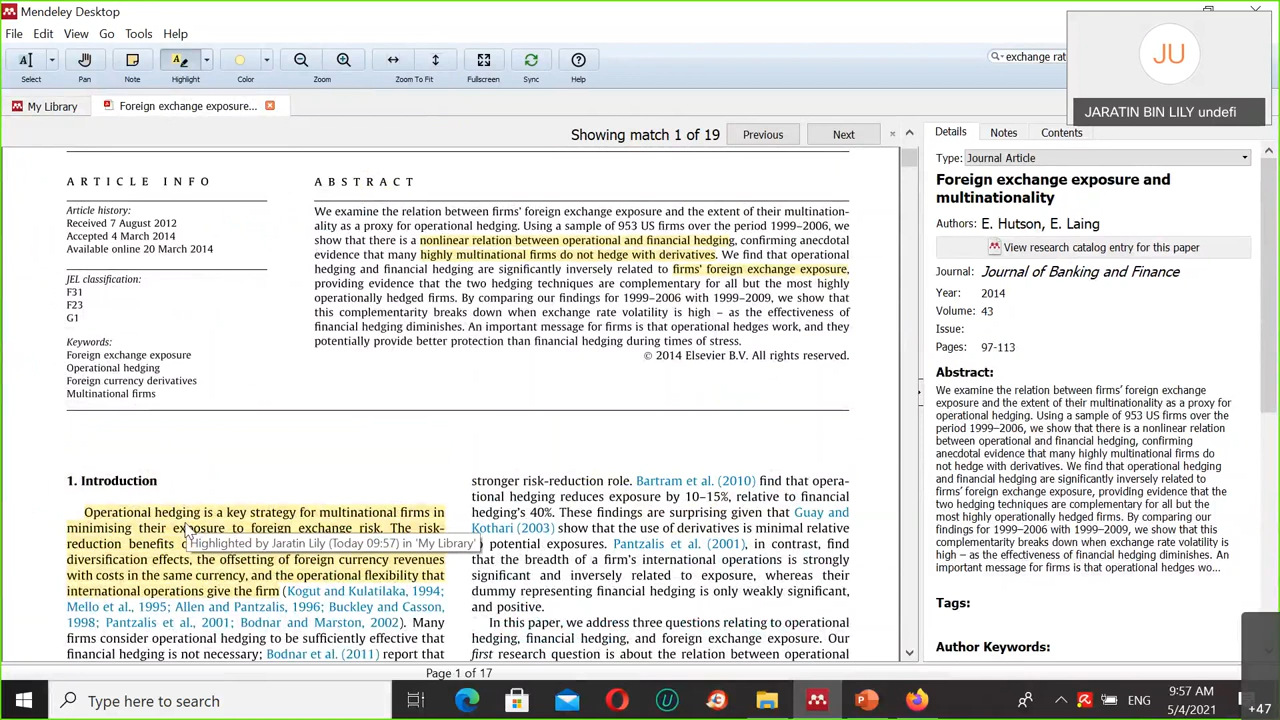 Mendeley Desktop
File Edit View Go Tools Help
Select Pan Note Highlight Color Zoom Zoom To Fit Fullscreen Sync Help
exchange rat
JU
JARATIN BIN LILY undefi
My Library
Foreign exchange exposure...
Showing match 1 of 19 Previous Next
ARTICLE INFO
Article history:
Received 7 August 2012
Accepted 4 March 2014
Available online 20 March 2014
JEL classification:
F31
F23
G1
Keywords:
Foreign exchange exposure
Operational hedging
Foreign currency derivatives
Multinational firms
ABSTRACT
We examine the relation between firms' foreign exchange exposure and the extent of their multination-
ality as a proxy for operational hedging. Using a sample of 953 US firms over the period 1999–2006, we
show that there is a nonlinear relation between operational and financial hedging, confirming anecdotal
evidence that many highly multinational firms do not hedge with derivatives. We find that operational
hedging and financial hedging are significantly inversely related to firms' foreign exchange exposure,
providing evidence that the two hedging techniques are complementary for all but the most highly
operationally hedged firms. By comparing our findings for 1999–2006 with 1999–2009, we show that
this complementarity breaks down when exchange rate volatility is high – as the effectiveness of
financial hedging diminishes. An important message for firms is that operational hedges work, and they
potentially provide better protection than financial hedging during times of stress.
© 2014 Elsevier B.V. All rights reserved.
1. Introduction
Operational hedging is a key strategy for multinational firms in
minimising their exposure to foreign exchange risk. The risk-
reduction benefits
Highlighted by Jaratin Lily (Today 09:57) in 'My Library'
diversification effects, the offsetting of foreign currency revenues
with costs in the same currency, and the operational flexibility that
international operations give the firm (Kogut and Kulatilaka, 1994;
Mello et al., 1995; Allen and Pantzalis, 1996; Buckley and Casson,
1998; Pantzalis et al., 2001; Bodnar and Marston, 2002). Many
firms consider operational hedging to be sufficiently effective that
financial hedging is not necessary; Bodnar et al. (2011) report that
stronger risk-reduction role. Bartram et al. (2010) find that opera-
tional hedging reduces exposure by 10–15%, relative to financial
hedging's 40%. These findings are surprising given that Guay and
Kothari (2003) show that the use of derivatives is minimal relative
potential exposures. Pantzalis et al. (2001), in contrast, find
that the breadth of a firm's international operations is strongly
significant and inversely related to exposure, whereas their
dummy representing financial hedging is only weakly significant,
and positive.
In this paper, we address three questions relating to operational
hedging, financial hedging, and foreign exchange exposure. Our
first research question is about the relation between operational
Page 1 of 17
Details Notes Contents
Type: Journal Article
Foreign exchange exposure and
multinationality
Authors: E. Hutson, E. Laing
View research catalog entry for this paper
Journal: Journal of Banking and Finance
Year: 2014
Volume: 43
Issue:
Pages: 97-113
Abstract:
We examine the relation between firms' foreign exchange
exposure and the extent of their multinationality as a proxy for
operational hedging. Using a sample of 953 US firms over the
period 1999–2006, we show that there is a nonlinear relation
between operational and financial hedging, confirming
anecdotal evidence that many highly multinational firms do
not hedge with derivatives. We find that operational hedging
and financial hedging are significantly inversely related to
firms' foreign exchange exposure, providing evidence that the
two hedging techniques are complementary for all but the
most highly operationally hedged firms. By comparing our
findings for 1999–2006 with 1999–2009, we show that this
complementarity breaks down when exchange rate volatility is
high – as the effectiveness of financial hedging diminishes. An
important message for firms is that operational hedges wo...
Tags:
Author Keywords:
Type here to search
ENG
9:57 AM
5/4/2021
+47